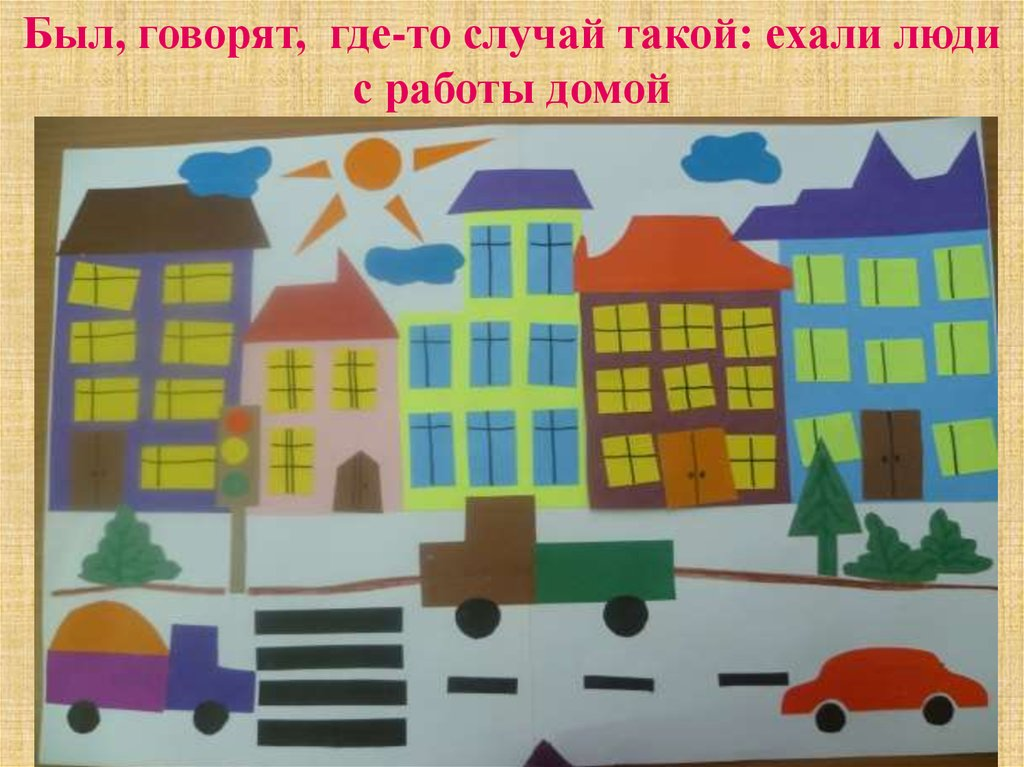 Был, говорят, где-то случай такой: ехали люди
с работы домой